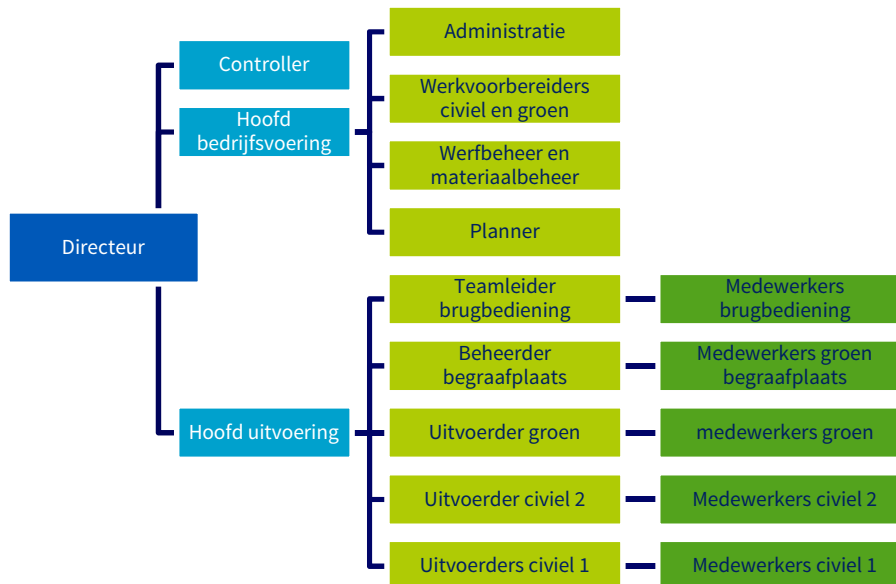 Administratie
Controller
Werkvoorbereiders
civiel en groen
Hoofd
bedrijfsvoering
Werfbeheer en
materiaalbeheer
Planner
Directeur
Teamleider
brugbediening
Medewerkers
brugbediening
Beheerder
begraafplaats
Medewerkers groen
begraafplaats
Hoofd uitvoering
Uitvoerder groen
medewerkers groen
Uitvoerder civiel 2
Medewerkers civiel 2
Uitvoerders civiel 1
Medewerkers civiel 1